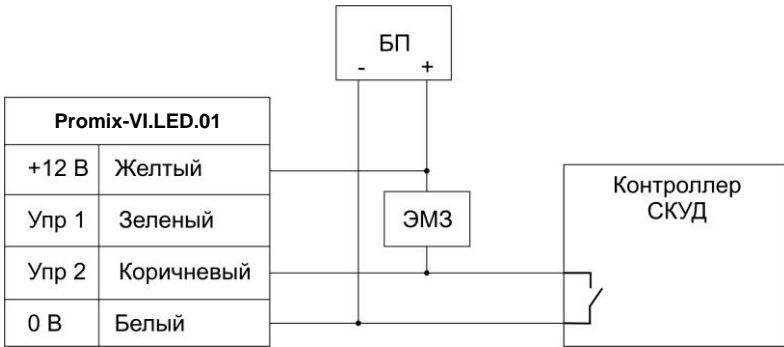 БП
- +
Promix-VI.LED.01
+12 В Желтый
Упр 1 Зеленый
Упр 2 Коричневый
0 В Белый
ЭМЗ
Контроллер
СКУД